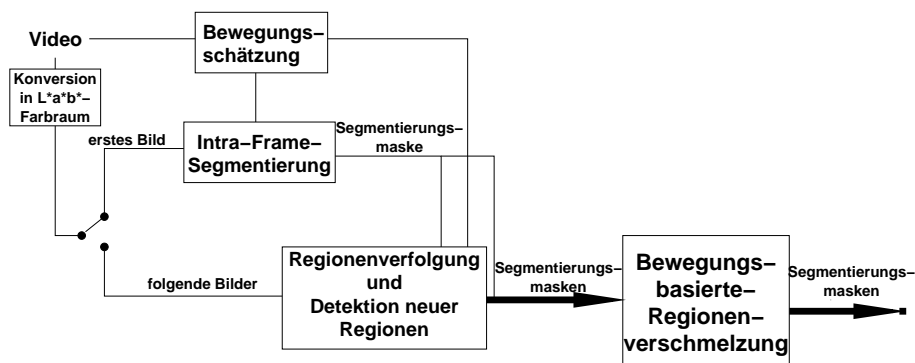 Video
Bewegungs–
schätzung
Konversion
in L*a*b*–
Farbraum
erstes Bild
Intra–Frame–
Segmentierung
Segmentierungs–
maske
folgende Bilder
Regionenverfolgung
und
Detektion neuer
Regionen
Segmentierungs–
masken
Bewegungs–
basierte–
Regionen–
verschmelzung
Segmentierungs–
masken